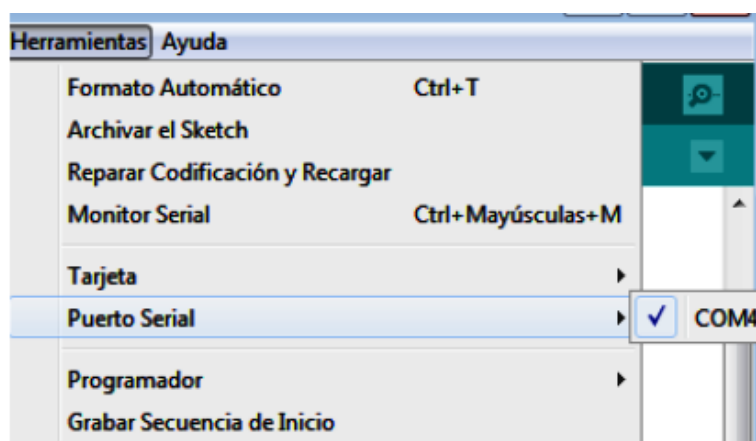 Herramientas Ayuda
Formato Automático Ctrl+T
Archivar el Sketch
Reparar Codificación y Recargar
Monitor Serial Ctrl+Mayúsculas+M
Tarjeta
Puerto Serial COM4
Programador
Grabar Secuencia de Inicio